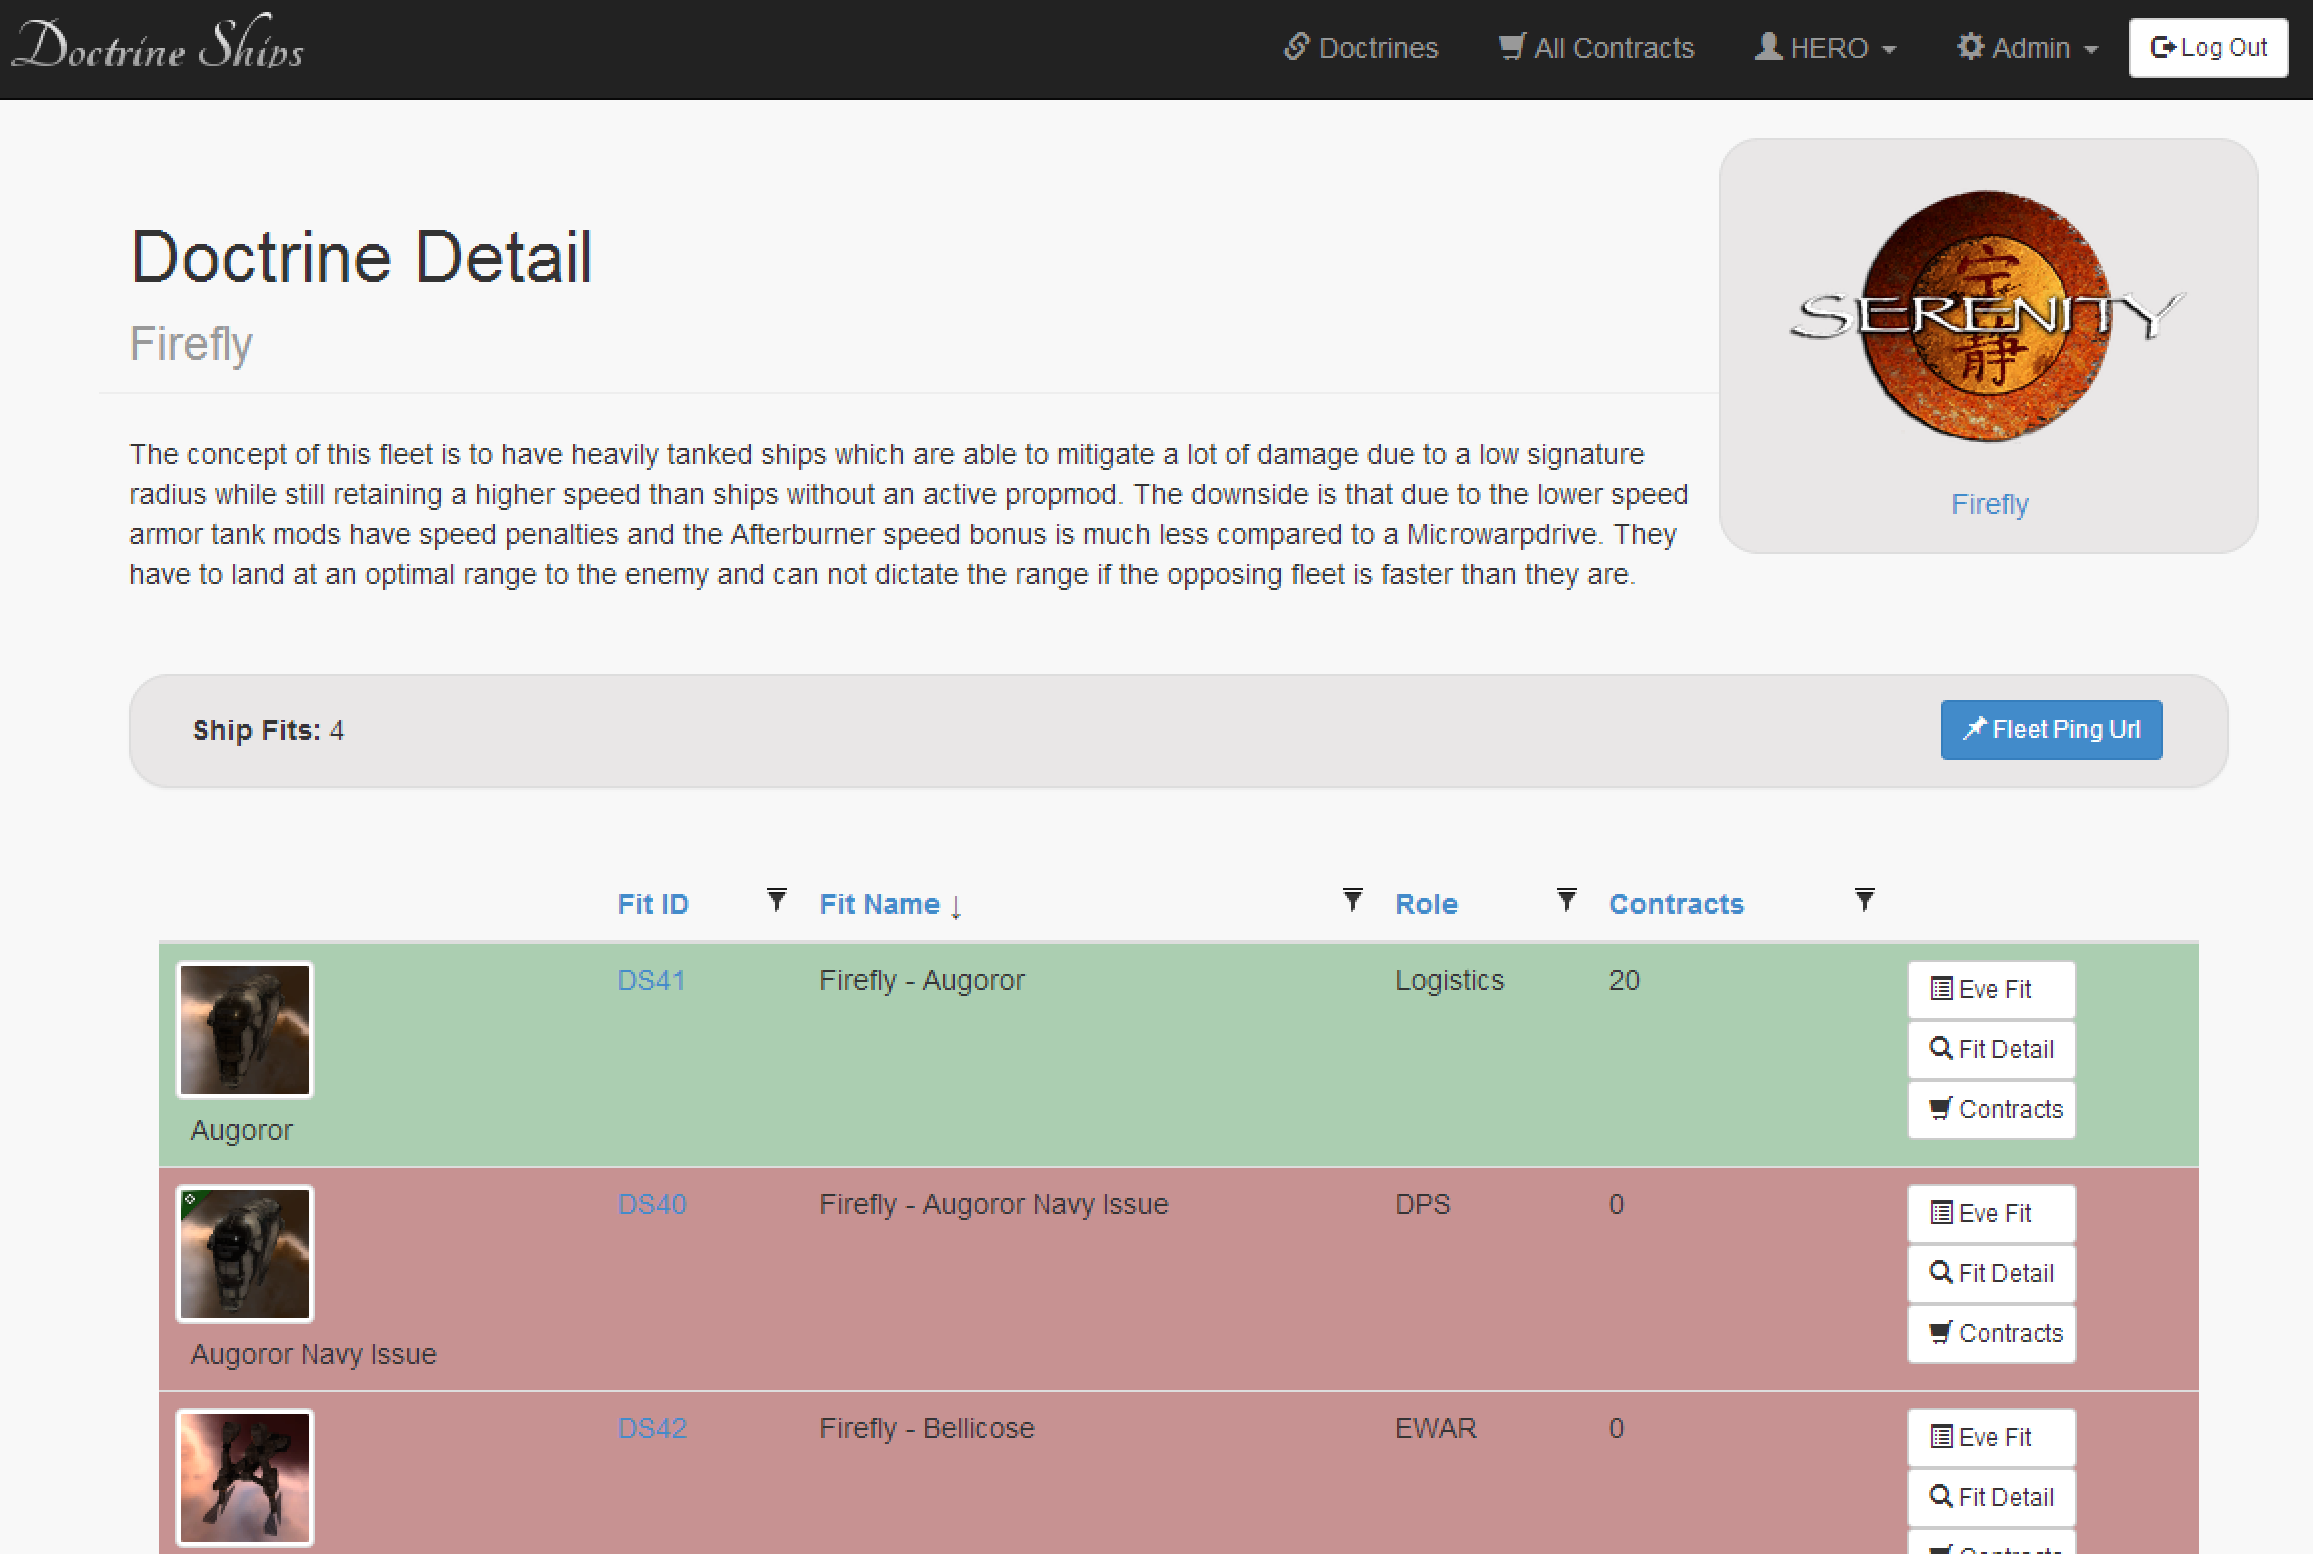 Doctrine Ships
Doctrines All Contracts HERO Admin Log Out
Doctrine Detail
Firefly
宁
SERENITY
静
Firefly
The concept of this fleet is to have heavily tanked ships which are able to mitigate a lot of damage due to a low signature
radius while still retaining a higher speed than ships without an active propmod. The downside is that due to the lower speed
armor tank mods have speed penalties and the Afterburner speed bonus is much less compared to a Microwarpdrive. They
have to land at an optimal range to the enemy and can not dictate the range if the opposing fleet is faster than they are.
Ship Fits: 4 Fleet Ping Url
Fit ID Fit Name ↓ Role Contracts
DS41 Firefly - Augoror Logistics 20 Eve Fit
Fit Detail
Contracts
Augoror
DS40 Firefly - Augoror Navy Issue DPS 0 Eve Fit
Fit Detail
Contracts
Augoror Navy Issue
DS42 Firefly - Bellicose EWAR 0 Eve Fit
Fit Detail